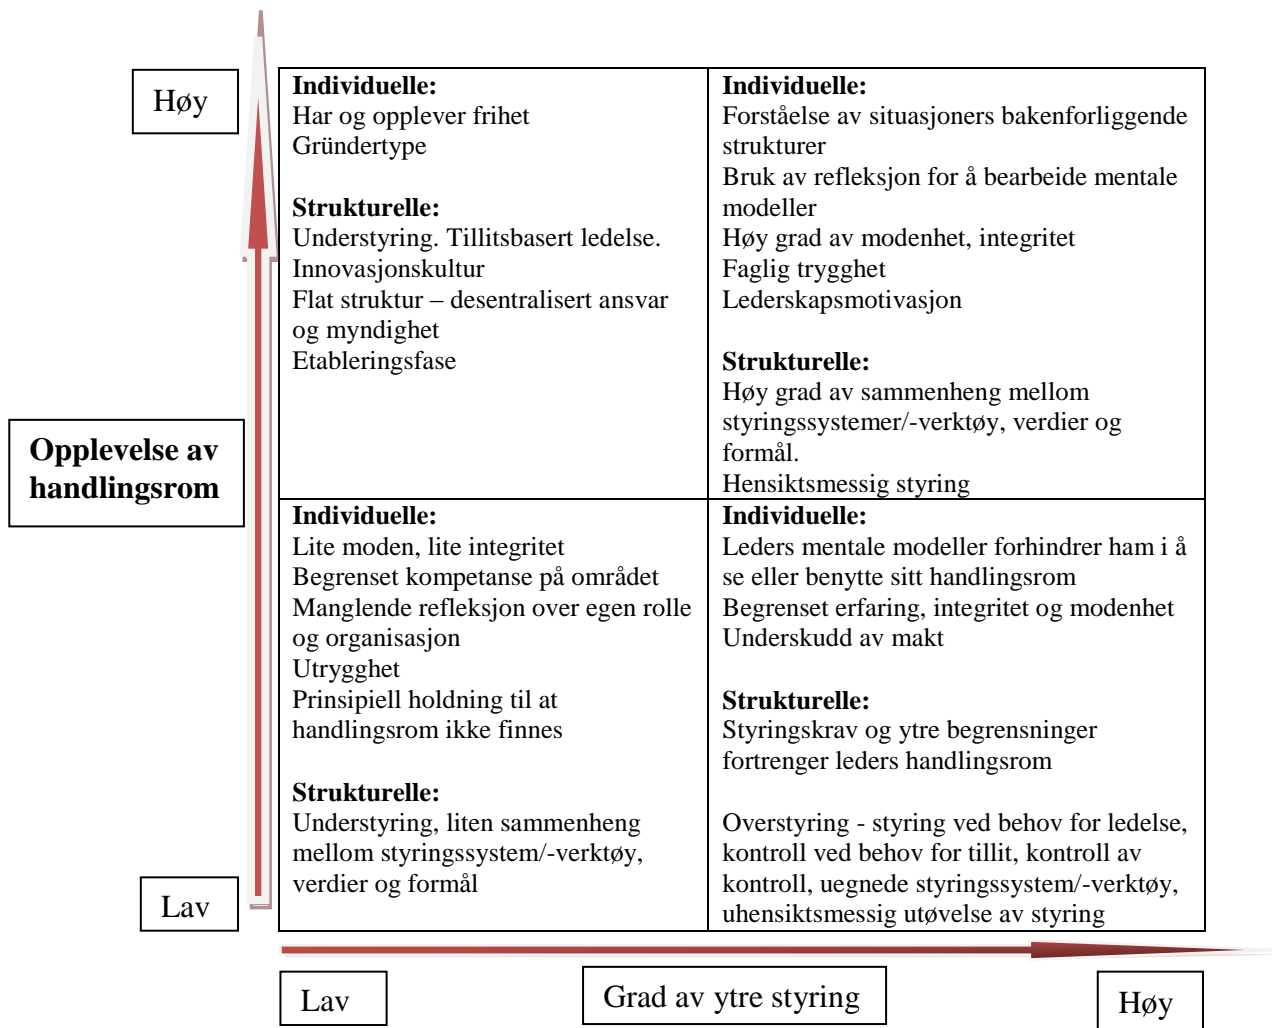 Høy
Individuelle:
Har og opplever frihet
Gründertype
Strukturelle:
Understyring. Tillitsbasert ledelse.
Innovasjonskultur
Flat struktur – desentralisert ansvar
og myndighet
Etableringsfase
Individuelle:
Forståelse av situasjoners bakenforliggende
strukturer
Bruk av refleksjon for å bearbeide mentale
modeller
Høy grad av modenhet, integritet
Faglig trygghet
Lederskapsmotivasjon
Strukturelle:
Høy grad av sammenheng mellom
styringssystemer/-verktøy, verdier og
formål.
Hensiktsmessig styring
Opplevelse av
handlingsrom
Individuelle:
Lite moden, lite integritet
Begrenset kompetanse på området
Manglende refleksjon over egen rolle
og organisasjon
Utrygghet
Prinsipiell holdning til at
handlingsrom ikke finnes
Strukturelle:
Understyring, liten sammenheng
mellom styringssystem/-verktøy,
verdier og formål
Individuelle:
Leders mentale modeller forhindrer ham i å
se eller benytte sitt handlingsrom
Begrenset erfaring, integritet og modenhet
Underskudd av makt
Strukturelle:
Styringskrav og ytre begrensninger
fortrenger leders handlingsrom
Overstyring - styring ved behov for ledelse,
kontroll ved behov for tillit, kontroll av
kontroll, uegnede styringssystem/-verktøy,
uhensiktsmessig utøvelse av styring
Lav
Lav
Grad av ytre styring
Høy